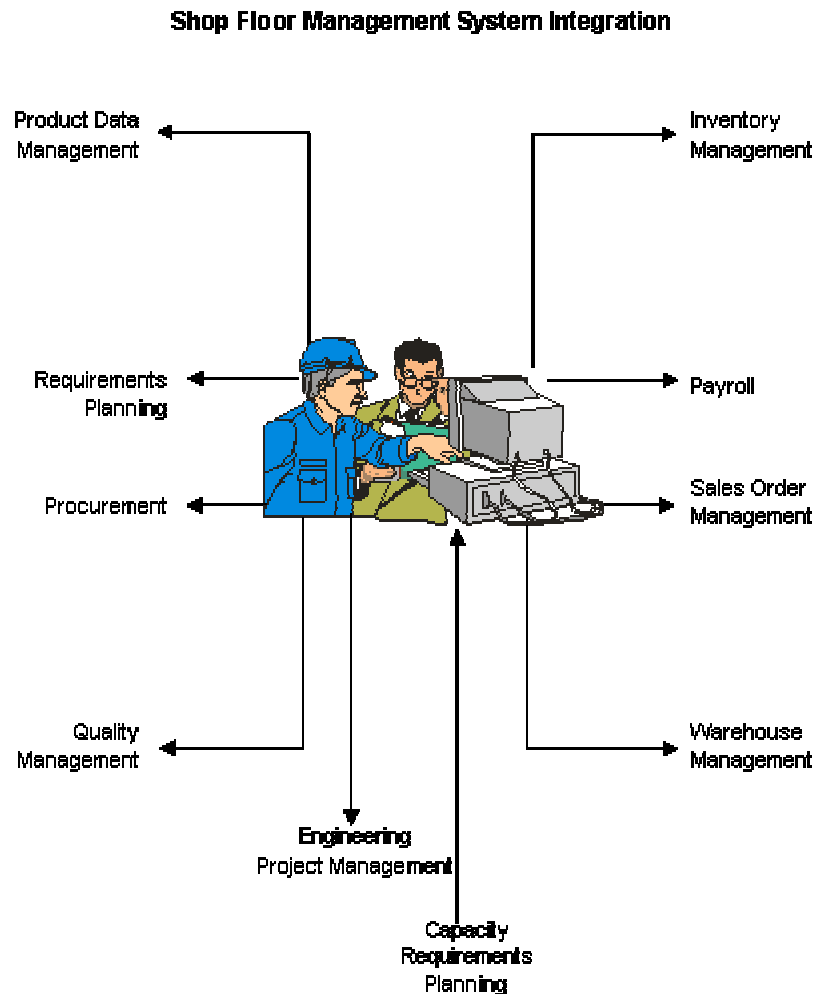 Shop Floor Management System Integration
Product Data
Management
Inventory
Management
Requirements
Planning
Payroll
Procurement
Sales Order
Management
Quality
Management
Warehouse
Management
Engineering
Project Management
Capacity
Requirements
Planning